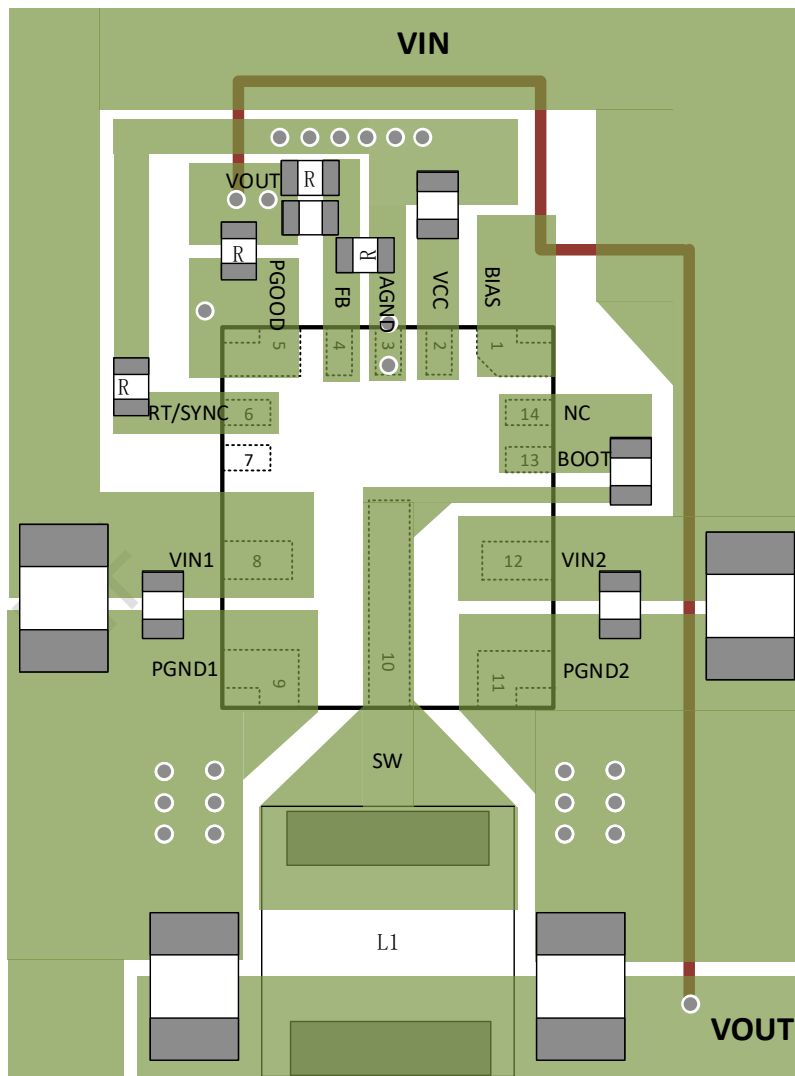 VIN
VOUT
R
R
R
PGOOD
FB
AGND
VCC
BIAS
5
4
3
2
1
R
RT/SYNC
6
14
NC
7
13
BOOT
VIN1
8
12
VIN2
PGND1
9
10
11
PGND2
SW
L1
VOUT